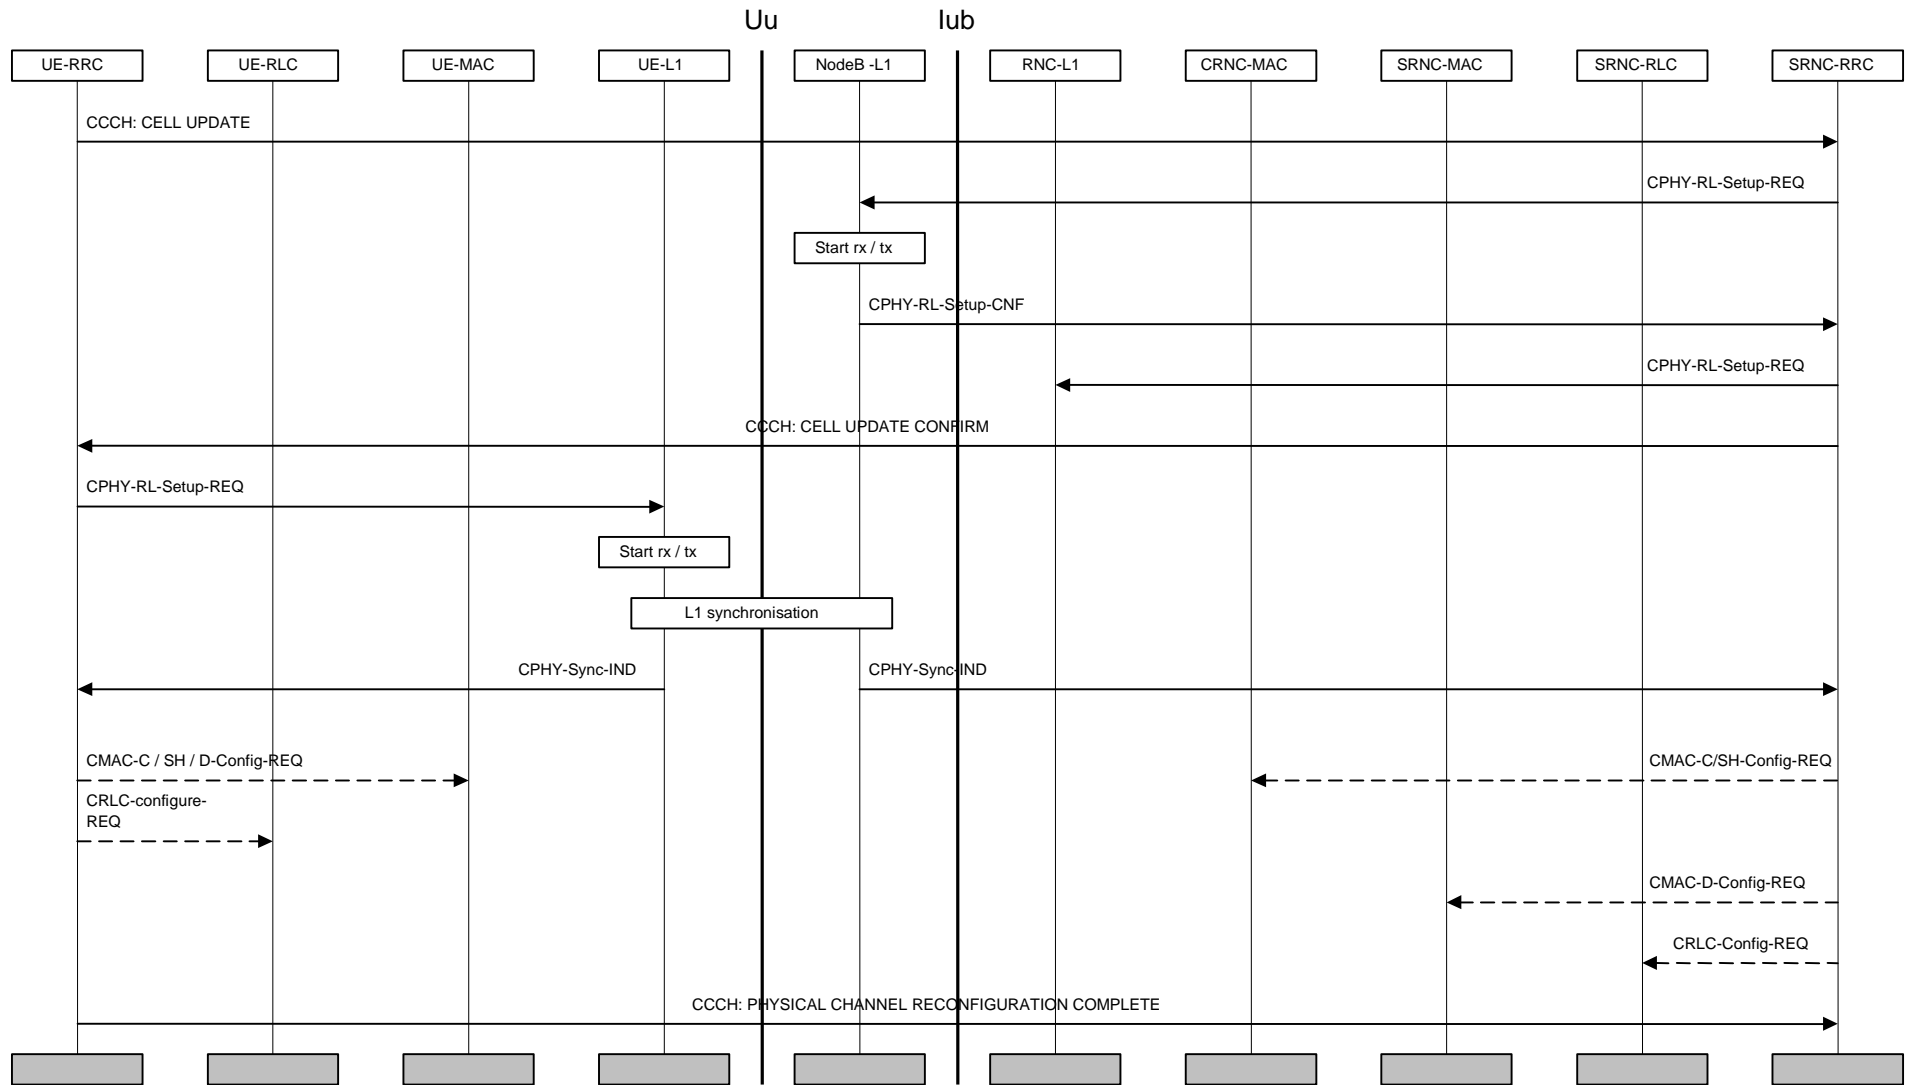 Uu
Iub
UE-RRC
UE-RLC
UE-MAC
UE-L1
NodeB -L1
RNC-L1
CRNC-MAC
SRNC-MAC
SRNC-RLC
SRNC-RRC
CCCH: CELL UPDATE
CPHY-RL-Setup-REQ
Start rx / tx
CPHY-RL-Setup-CNF
CPHY-RL-Setup-REQ
CCCH: CELL UPDATE CONFIRM
CPHY-RL-Setup-REQ
Start rx / tx
L1 synchronisation
CPHY-Sync-IND
CPHY-Sync-IND
CMAC-C / SH / D-Config-REQ
CMAC-C/SH-Config-REQ
CRLC-configure-
REQ
CMAC-D-Config-REQ
CRLC-Config-REQ
CCCH: PHYSICAL CHANNEL RECONFIGURATION COMPLETE